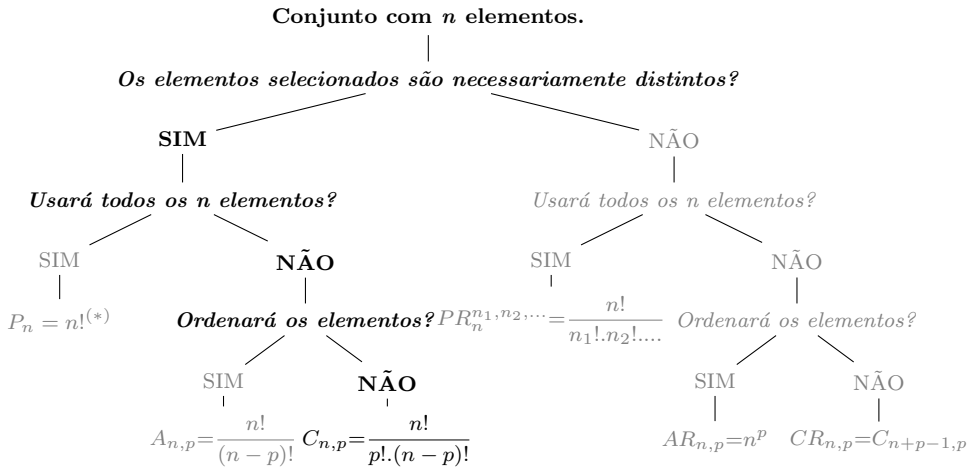 Conjunto com n elementos.
Os elementos selecionados são necessariamente distintos?
SIM NÃO
Usará todos os n elementos? Usará todos os n elementos?
SIM NÃO SIM NÃO
P_n = n!^(*) Ordenará os elementos? PR_n^{n_1,n_2,...} = n!/(n_1!.n_2!....) Ordenará os elementos?
SIM NÃO SIM NÃO
A_{n,p} = n!/(n − p)! C_{n,p} = n!/(p!.(n − p)!) AR_{n,p} = n^p CR_{n,p} = C_{n+p−1,p}